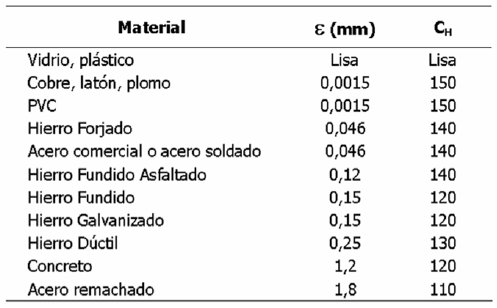 Material ε (mm) CH
Vidrio, plástico Lisa Lisa
Cobre, latón, plomo 0,0015 150
PVC 0,0015 150
Hierro Forjado 0,046 140
Acero comercial o acero soldado 0,046 140
Hierro Fundido Asfaltado 0,12 140
Hierro Fundido 0,15 120
Hierro Galvanizado 0,15 120
Hierro Dúctil 0,25 130
Concreto 1,2 120
Acero remachado 1,8 110